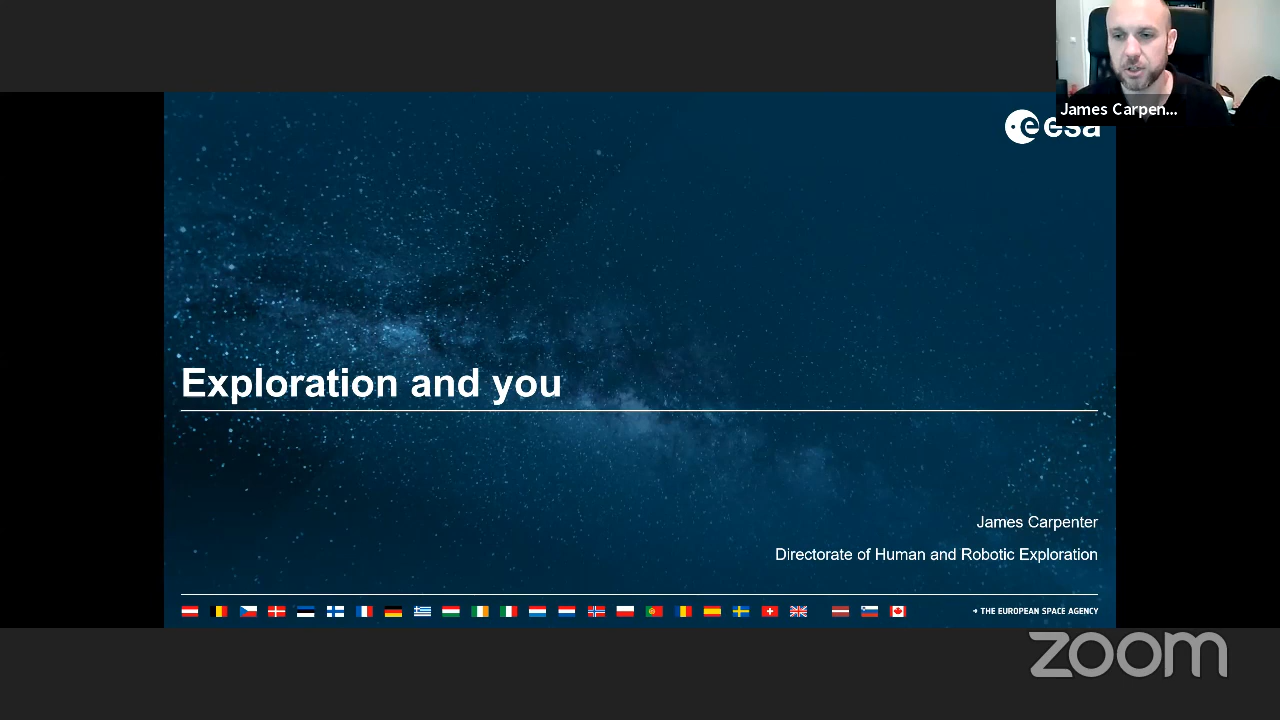 James Carpen...
esa
Exploration and you
James Carpenter
Directorate of Human and Robotic Exploration
→ THE EUROPEAN SPACE AGENCY
zoom